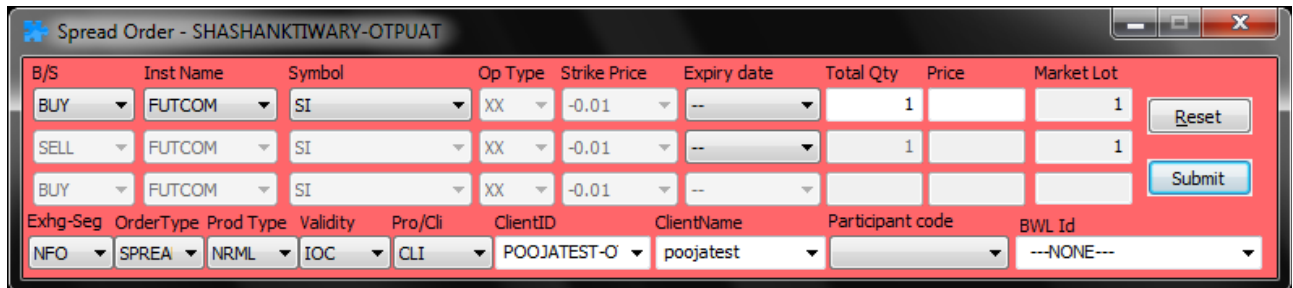 Spread Order - SHASHANKTIWARY-OTPUAT
B/S Inst Name Symbol Op Type Strike Price Expiry date Total Qty Price Market Lot
BUY FUTCOM SI XX -0.01 -- 1 1 Reset
SELL FUTCOM SI XX -0.01 -- 1 1
BUY FUTCOM SI XX -0.01 -- Submit
Exhg-Seg OrderType Prod Type Validity Pro/Cli ClientID ClientName Participant code BWL Id
NFO SPREA NRML IOC CLI POOJATEST-O poojatest ---NONE---